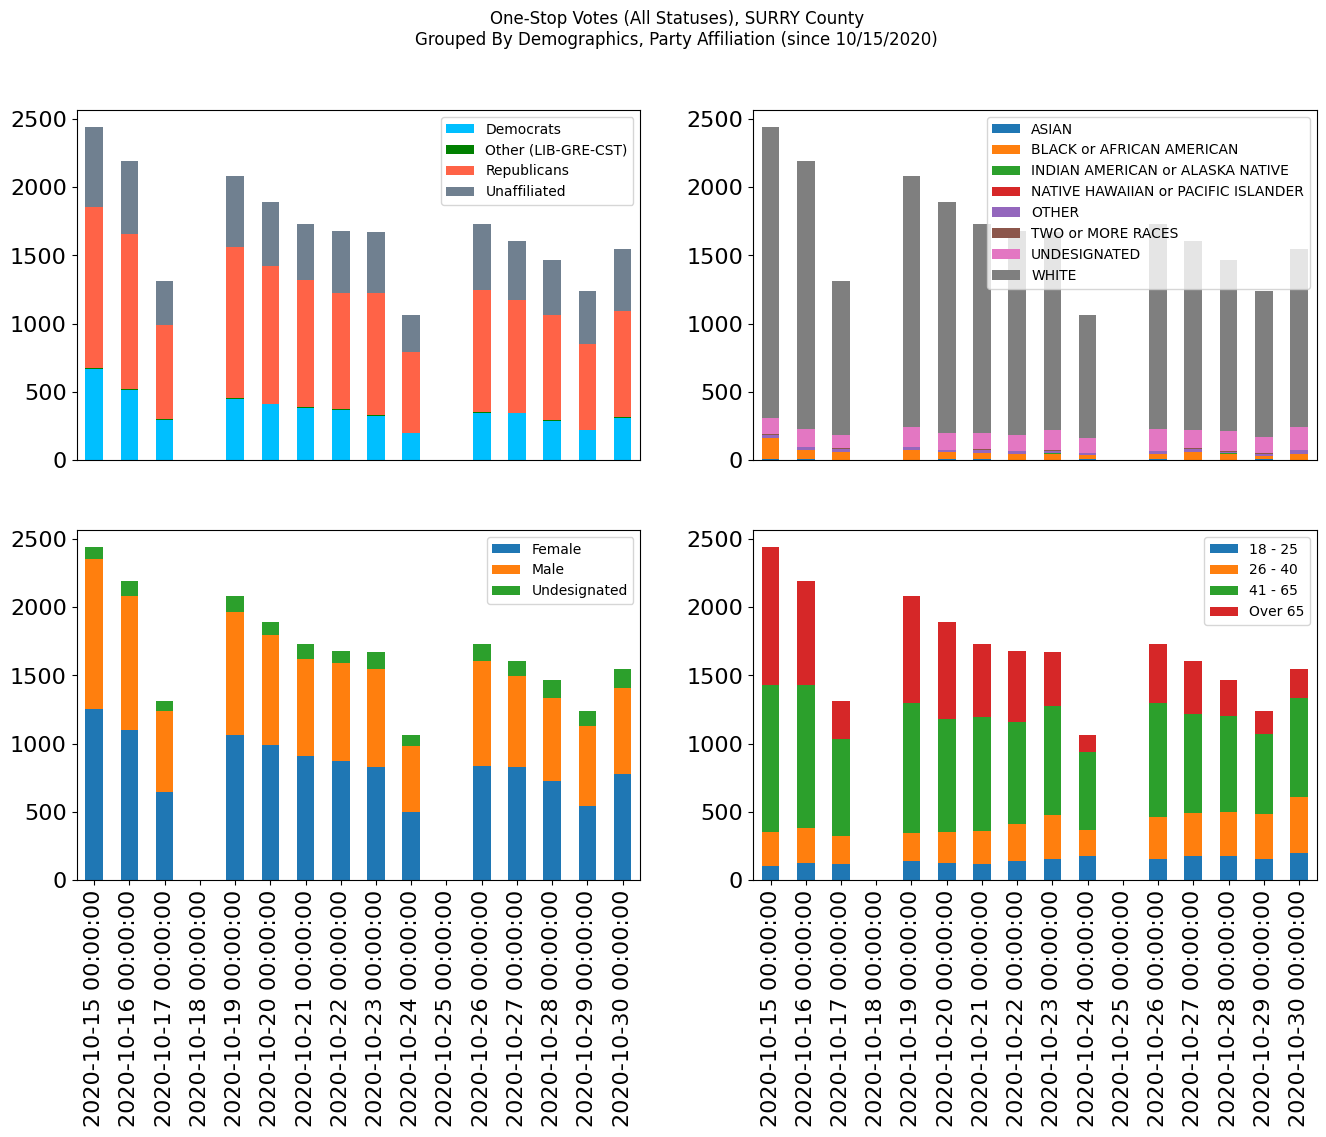 One-Stop Votes (All Statuses), SURRY County
Grouped By Demographics, Party Affiliation (since 10/15/2020)
2500
2000
1500
1000
500
0
Democrats
Other (LIB-GRE-CST)
Republicans
Unaffiliated
2500
2000
1500
1000
500
0
ASIAN
BLACK or AFRICAN AMERICAN
INDIAN AMERICAN or ALASKA NATIVE
NATIVE HAWAIIAN or PACIFIC ISLANDER
OTHER
TWO or MORE RACES
UNDESIGNATED
WHITE
2500
2000
1500
1000
500
0
Female
Male
Undesignated
2020-10-15 00:00:00
2020-10-16 00:00:00
2020-10-17 00:00:00
2020-10-18 00:00:00
2020-10-19 00:00:00
2020-10-20 00:00:00
2020-10-21 00:00:00
2020-10-22 00:00:00
2020-10-23 00:00:00
2020-10-24 00:00:00
2020-10-25 00:00:00
2020-10-26 00:00:00
2020-10-27 00:00:00
2020-10-28 00:00:00
2020-10-29 00:00:00
2020-10-30 00:00:00
2500
2000
1500
1000
500
0
18 - 25
26 - 40
41 - 65
Over 65
2020-10-15 00:00:00
2020-10-16 00:00:00
2020-10-17 00:00:00
2020-10-18 00:00:00
2020-10-19 00:00:00
2020-10-20 00:00:00
2020-10-21 00:00:00
2020-10-22 00:00:00
2020-10-23 00:00:00
2020-10-24 00:00:00
2020-10-25 00:00:00
2020-10-26 00:00:00
2020-10-27 00:00:00
2020-10-28 00:00:00
2020-10-29 00:00:00
2020-10-30 00:00:00